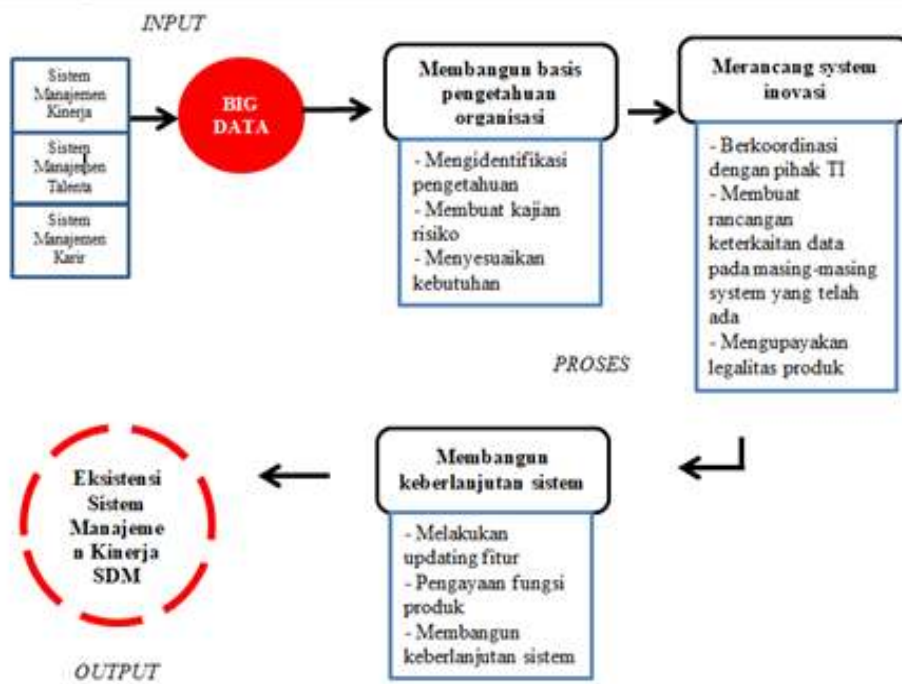 INPUT
Sistem
Manajemen
Kinerja
Sistem
Manajemen
Talenta
Sistem
Manajemen
Karir
BIG
DATA
Membangun basis
pengetahuan
organisasi
- Mengidentifikasi
pengetahuan
- Membuat kajian
risiko
- Menyesuaikan
kebutuhan
Merancang system
inovasi
- Berkoordinasi
dengan pihak TI
- Membuat
rancangan
keterkaitan data
pada masing-masing
system yang telah
ada
- Mengupayakan
legalitas produk
PROSES
Membangun
keberlanjutan sistem
- Melakukan
updating fitur
- Pengayaan fungsi
produk
- Membangun
keberlanjutan sistem
Eksistensi
Sistem
Manajeme
n Kinerja
SDM
OUTPUT